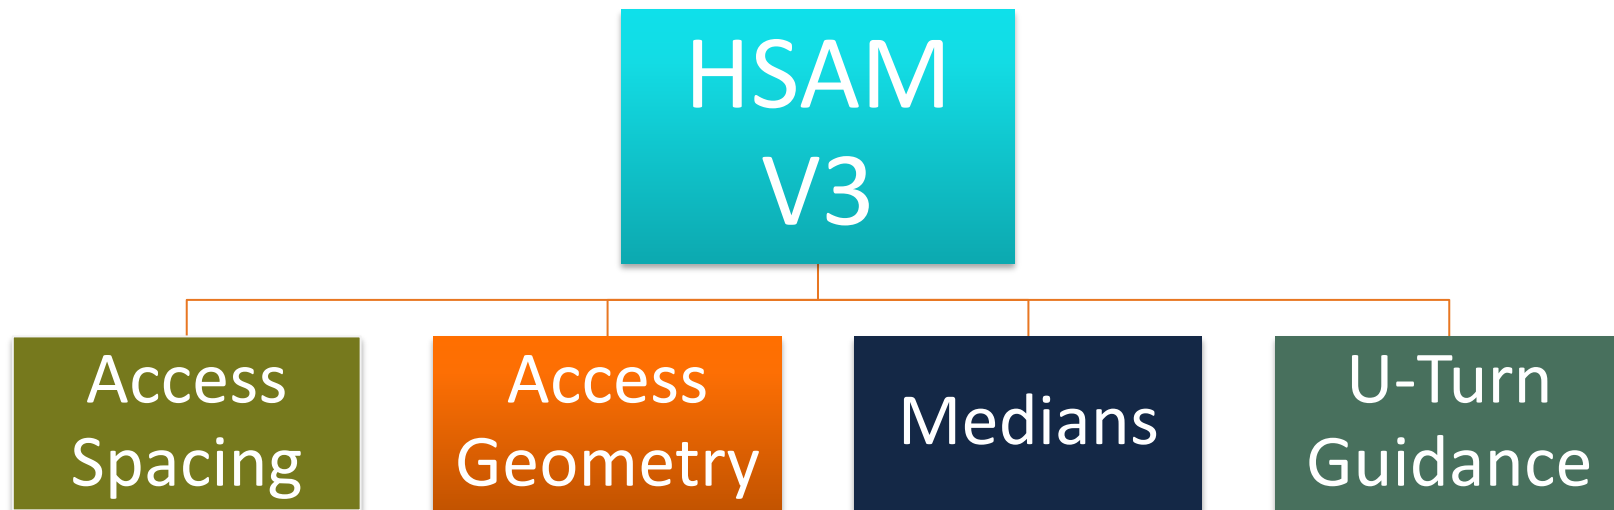 HSAM
V3
Access
Spacing
Access
Geometry
Medians
U-Turn
Guidance